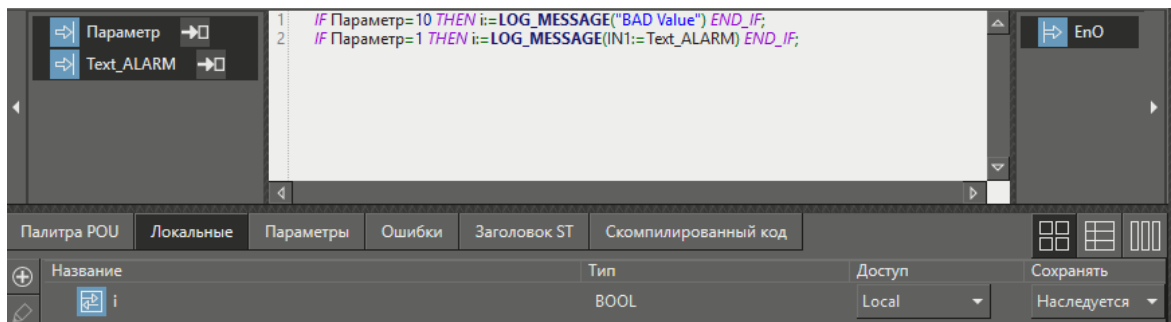 Параметр
Text_ALARM
1 IF Параметр=10 THEN i:=LOG_MESSAGE("BAD Value") END_IF;
2 IF Параметр=1 THEN i:=LOG_MESSAGE(IN1:=Text_ALARM) END_IF;
EnO
Палитра POU Локальные Параметры Ошибки Заголовок ST Скомпилированный код
Название Тип Доступ Сохранять
i BOOL Local Наследуется